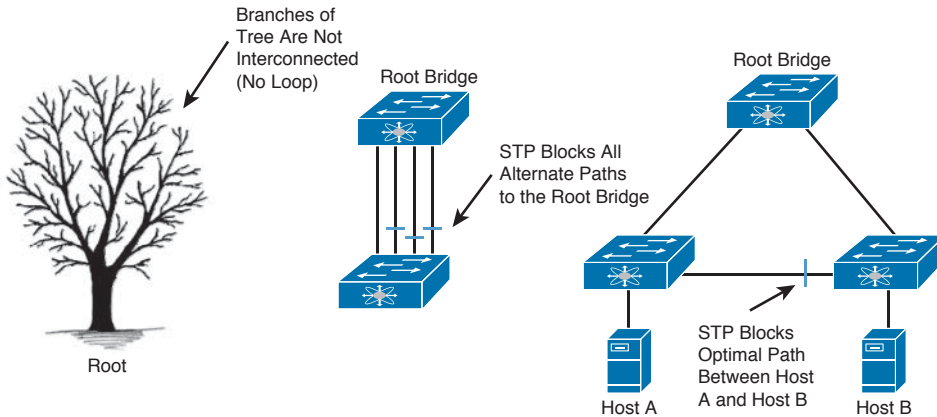 Branches of
Tree Are Not
Interconnected
(No Loop)
Root
Root Bridge
STP Blocks All
Alternate Paths
to the Root Bridge
Root Bridge
STP Blocks
Optimal Path
Between Host
A and Host B
Host A
Host B